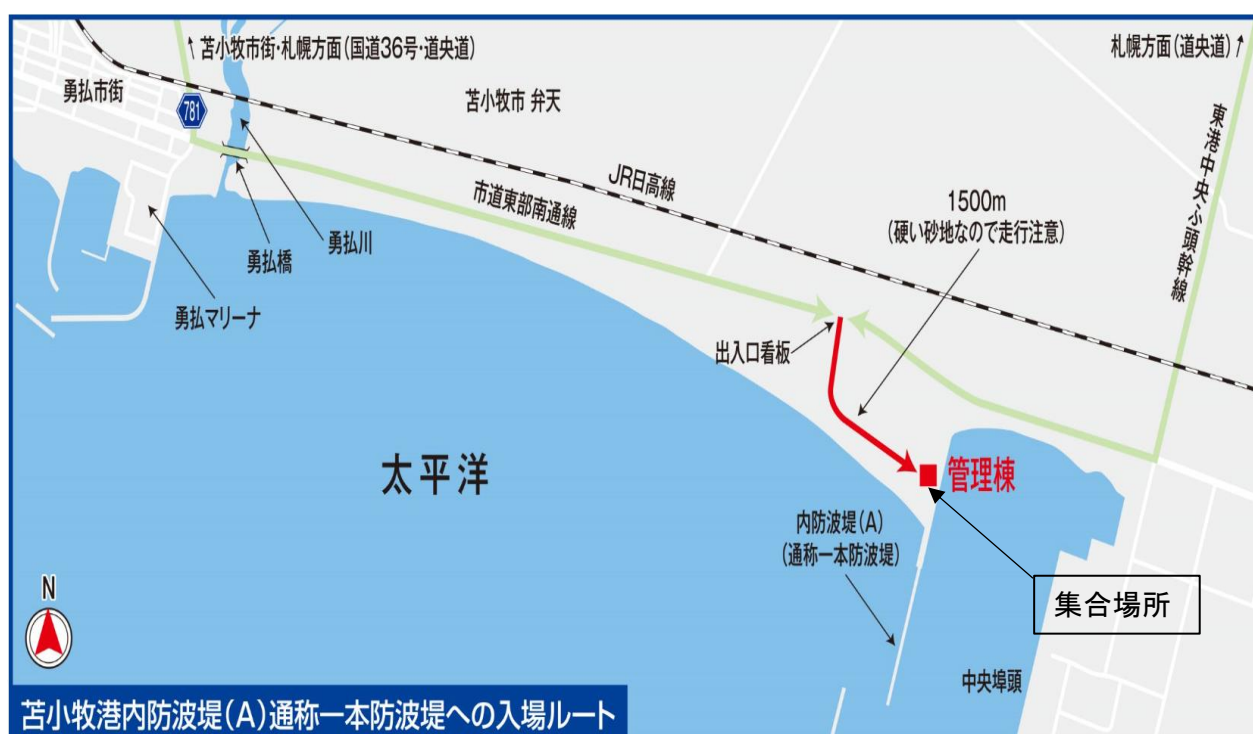 ↑苫小牧市街・札幌方面(国道36号・道央道)
札幌方面(道央道)↑
勇払市街
781
苫小牧市 弁天
東港中央ふ頭幹線
JR日高線
市道東部南通線
1500m
(硬い砂地なので走行注意)
勇払川
勇払橋
勇払マリーナ
出入口看板
太平洋
管理棟
内防波堤(A)
(通称一本防波堤)
集合場所
N
中央埠頭
苫小牧港内防波堤(A)通称一本防波堤への入場ルート